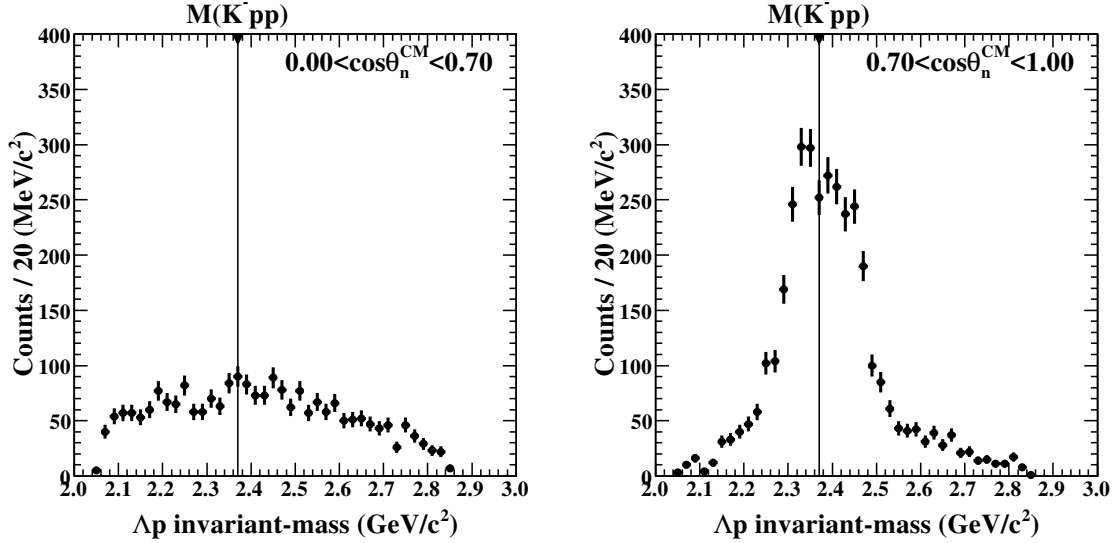 M(K⁻pp)
0.00<cosθₙᶜᴹ<0.70
400
350
300
250
200
150
100
50
0
2.0 2.1 2.2 2.3 2.4 2.5 2.6 2.7 2.8 2.9 3.0
Counts / 20 (MeV/c²)
Λp invariant-mass (GeV/c²)
M(K⁻pp)
0.70<cosθₙᶜᴹ<1.00
400
350
300
250
200
150
100
50
0
2.0 2.1 2.2 2.3 2.4 2.5 2.6 2.7 2.8 2.9 3.0
Counts / 20 (MeV/c²)
Λp invariant-mass (GeV/c²)